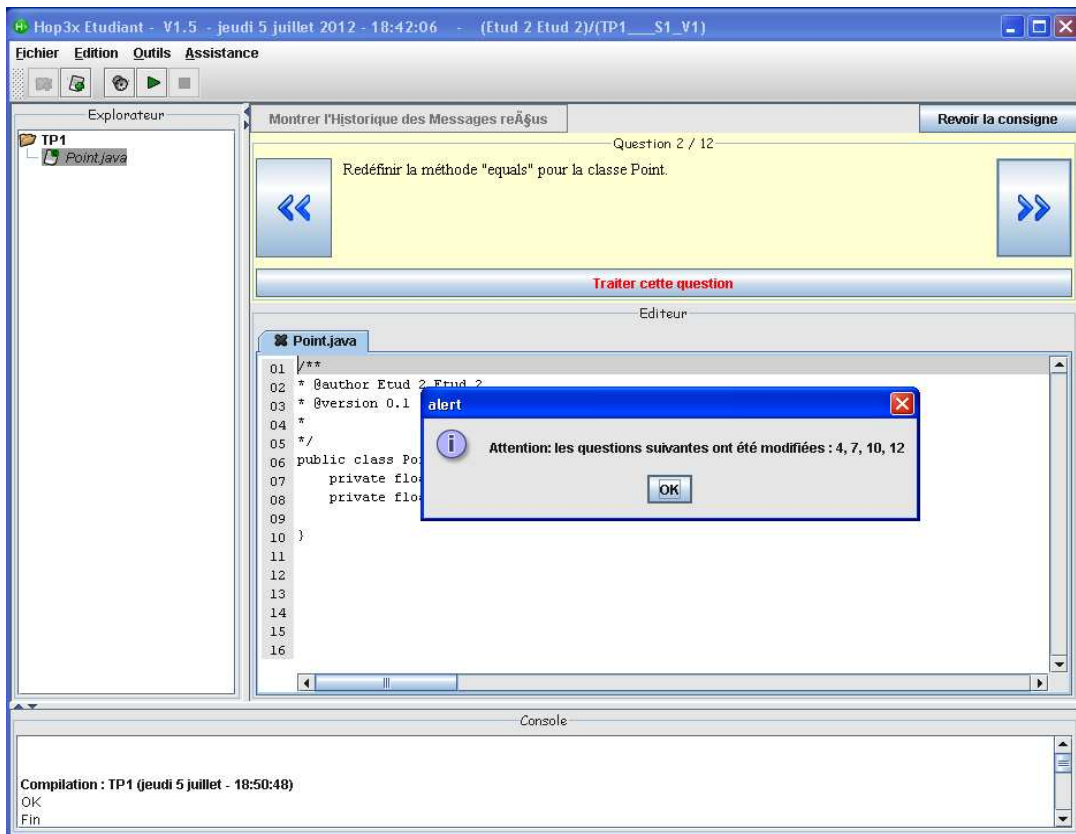 Hop3x Etudiant - V1.5 - jeudi 5 juillet 2012 - 18:42:06 - (Etud 2 Etud 2)/(TP1___S1_V1)
Fichier Edition Outils Assistance
Explorateur
TP1
Point.java
Montrer l'Historique des Messages reÃ§us
Revoir la consigne
Question 2 / 12
Redéfinir la méthode "equals" pour la classe Point.
Traiter cette question
Editeur
Point.java
01 /**
02 * @author Etud 2 Etud 2
03 * @version 0.1
04 *
05 */
06 public class Poi
07 private floa
08 private floa
09
10 }
11
12
13
14
15
16
alert
Attention: les questions suivantes ont été modifiées : 4, 7, 10, 12
OK
Console
Compilation : TP1 (jeudi 5 juillet - 18:50:48)
OK
Fin